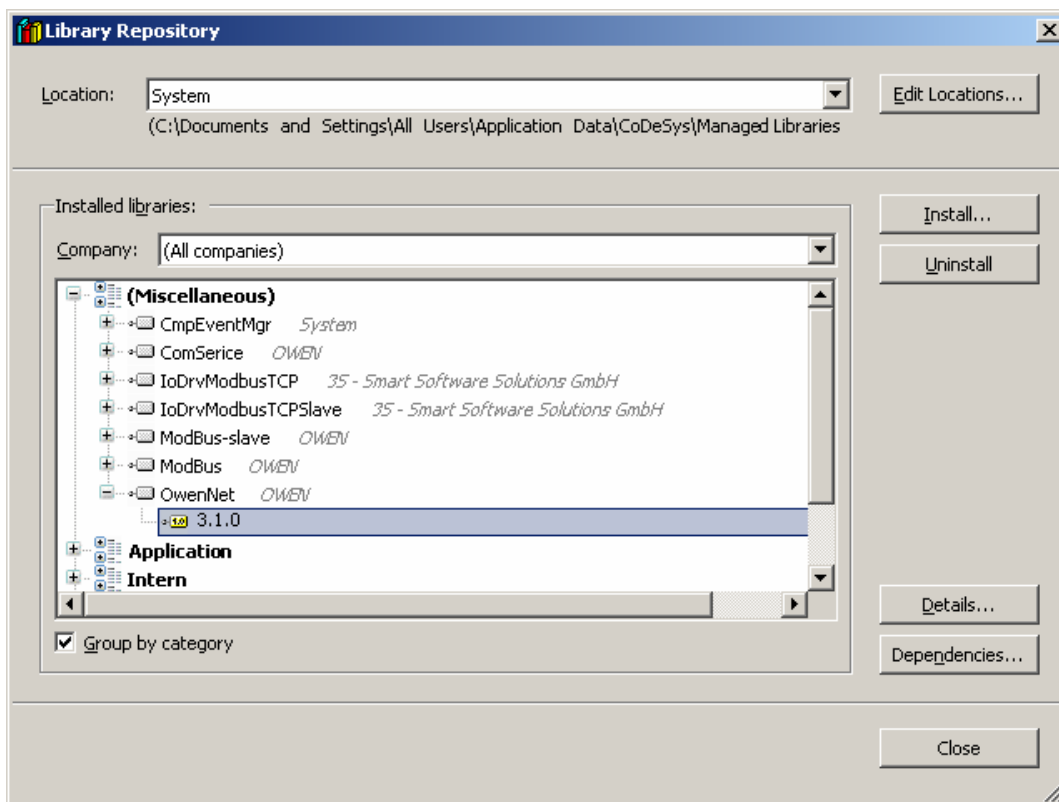 Library Repository
Location: System Edit Locations...
(C:\Documents and Settings\All Users\Application Data\CoDeSys\Managed Libraries
Installed libraries: Install...
Company: (All companies) Uninstall
(Miscellaneous)
CmpEventMgr System
ComSerice OWEN
IoDrvModbusTCP 3S - Smart Software Solutions GmbH
IoDrvModbusTCPSlave 3S - Smart Software Solutions GmbH
ModBus-slave OWEN
ModBus OWEN
OwenNet OWEN
1.0 3.1.0
Application
Intern
Details...
Group by category
Dependencies...
Close